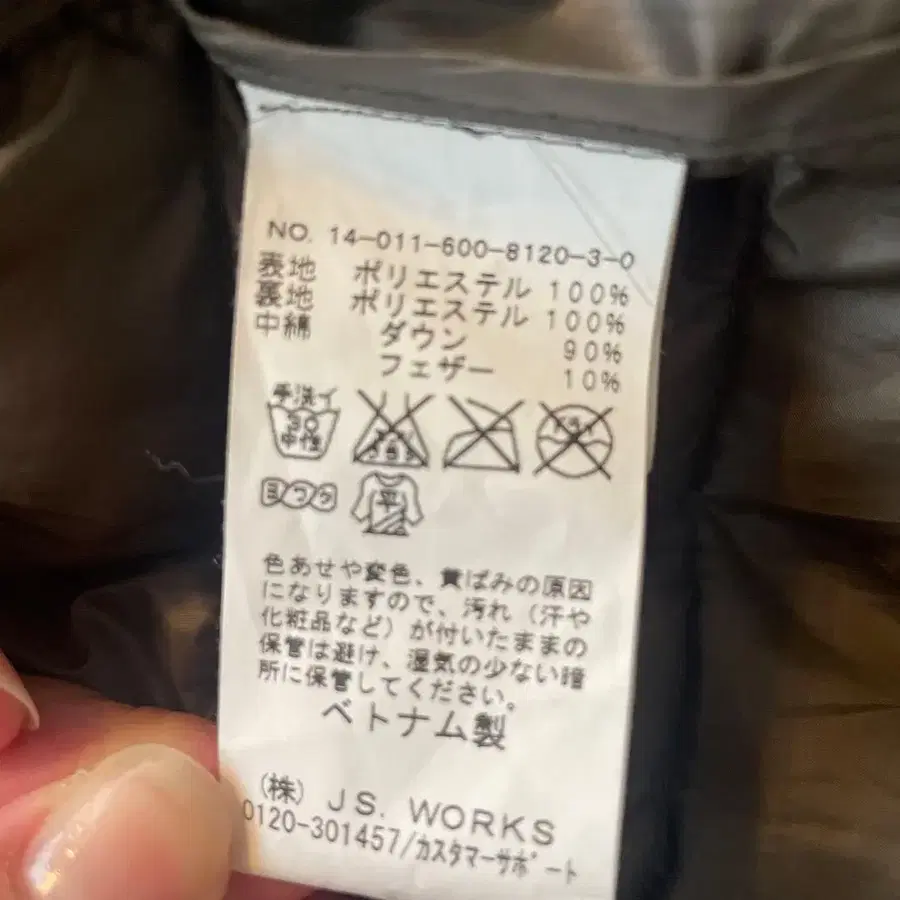 NO. 14-011-600-8120-3-0
表地 ポリエステル 100%
裏地 ポリエステル 100%
中綿 ダウン 90%
フェザー 10%
手洗イ
30
中性
ドライ
ヨワク
平
色あせや変色、黄ばみの原因
になりますので、汚れ（汗や
化粧品など）が付いたままの
保管は避け、湿気の少ない暗
所に保管してください。
ベトナム製
（株）JS. WORKS
0120-301457/カスタマーサポート